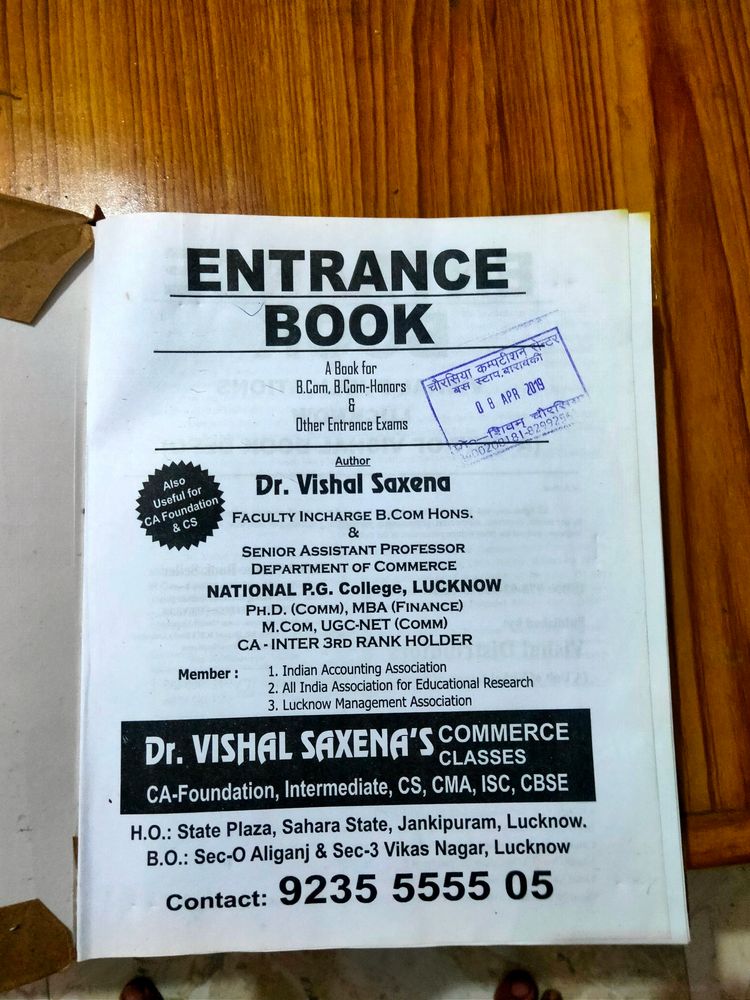 ENTRANCE
BOOK
A Book for
B.Com, B.Com-Honors
&
Other Entrance Exams
चौरसिया कम्पटीशन सेन्टर
बस स्टाप, बाराबंकी
08 APR 2019
शिवम चौरसिया
Author
Dr. Vishal Saxena
Also
Useful for
CA Foundation
& CS
FACULTY INCHARGE B.COM HONS.
&
SENIOR ASSISTANT PROFESSOR
DEPARTMENT OF COMMERCE
NATIONAL P.G. College, LUCKNOW
PH.D. (COMM), MBA (FINANCE)
M.COM, UGC-NET (COMM)
CA - INTER 3RD RANK HOLDER
Member : 1. Indian Accounting Association
2. All India Association for Educational Research
3. Lucknow Management Association
Dr. VISHAL SAXENA'S COMMERCE CLASSES
CA-Foundation, Intermediate, CS, CMA, ISC, CBSE
H.O.: State Plaza, Sahara State, Jankipuram, Lucknow.
B.O.: Sec-O Aliganj & Sec-3 Vikas Nagar, Lucknow
Contact: 9235 5555 05